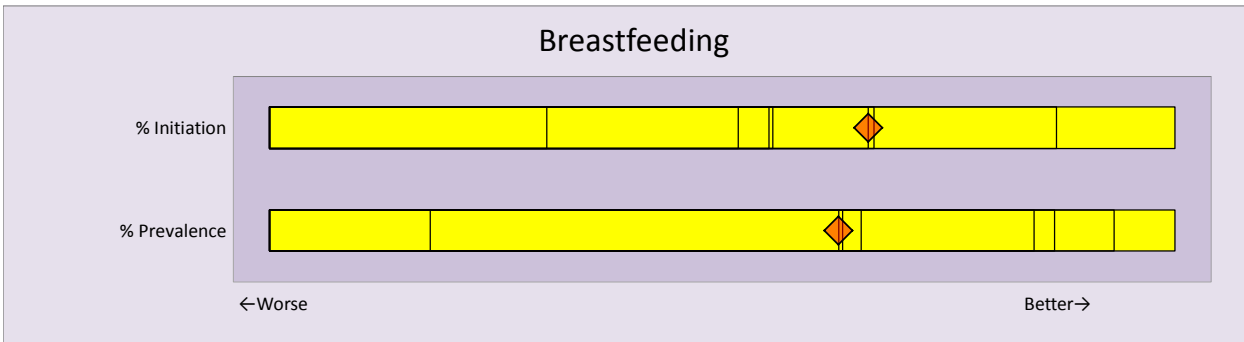 Breastfeeding
% Initiation
% Prevalence
←Worse
Better→